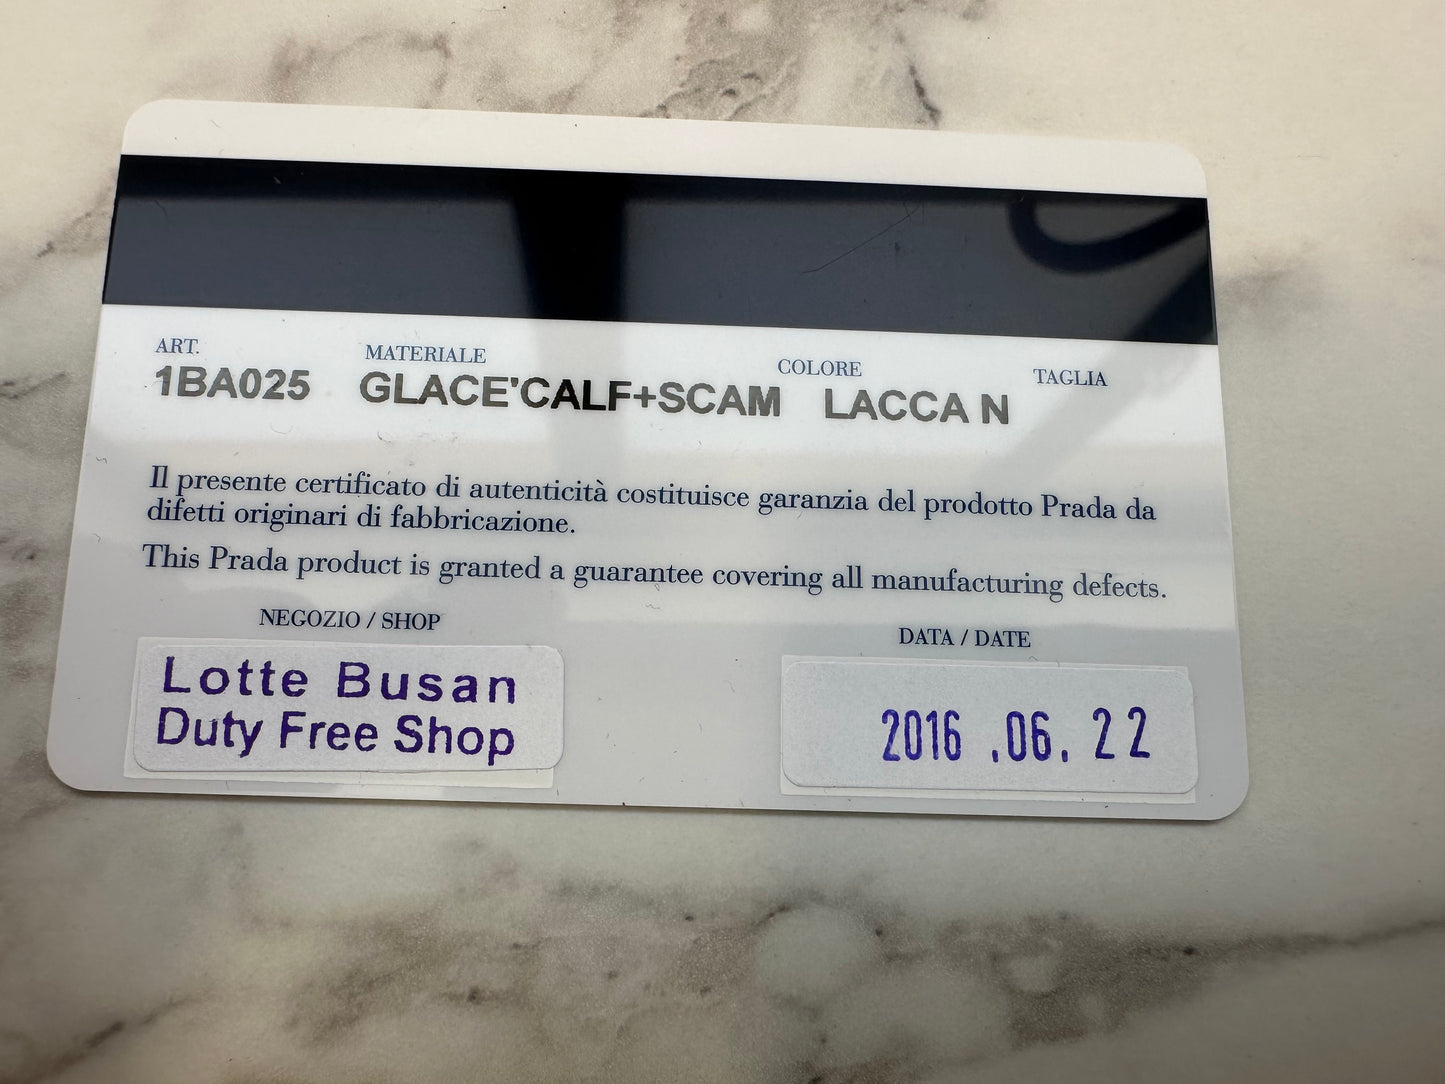 ART. MATERIALE COLORE TAGLIA
1BA025 GLACE'CALF+SCAM LACCA N
Il presente certificato di autenticità costituisce garanzia del prodotto Prada da
difetti originari di fabbricazione.
This Prada product is granted a guarantee covering all manufacturing defects.
NEGOZIO / SHOP DATA / DATE
Lotte Busan
Duty Free Shop
2016 .06. 22